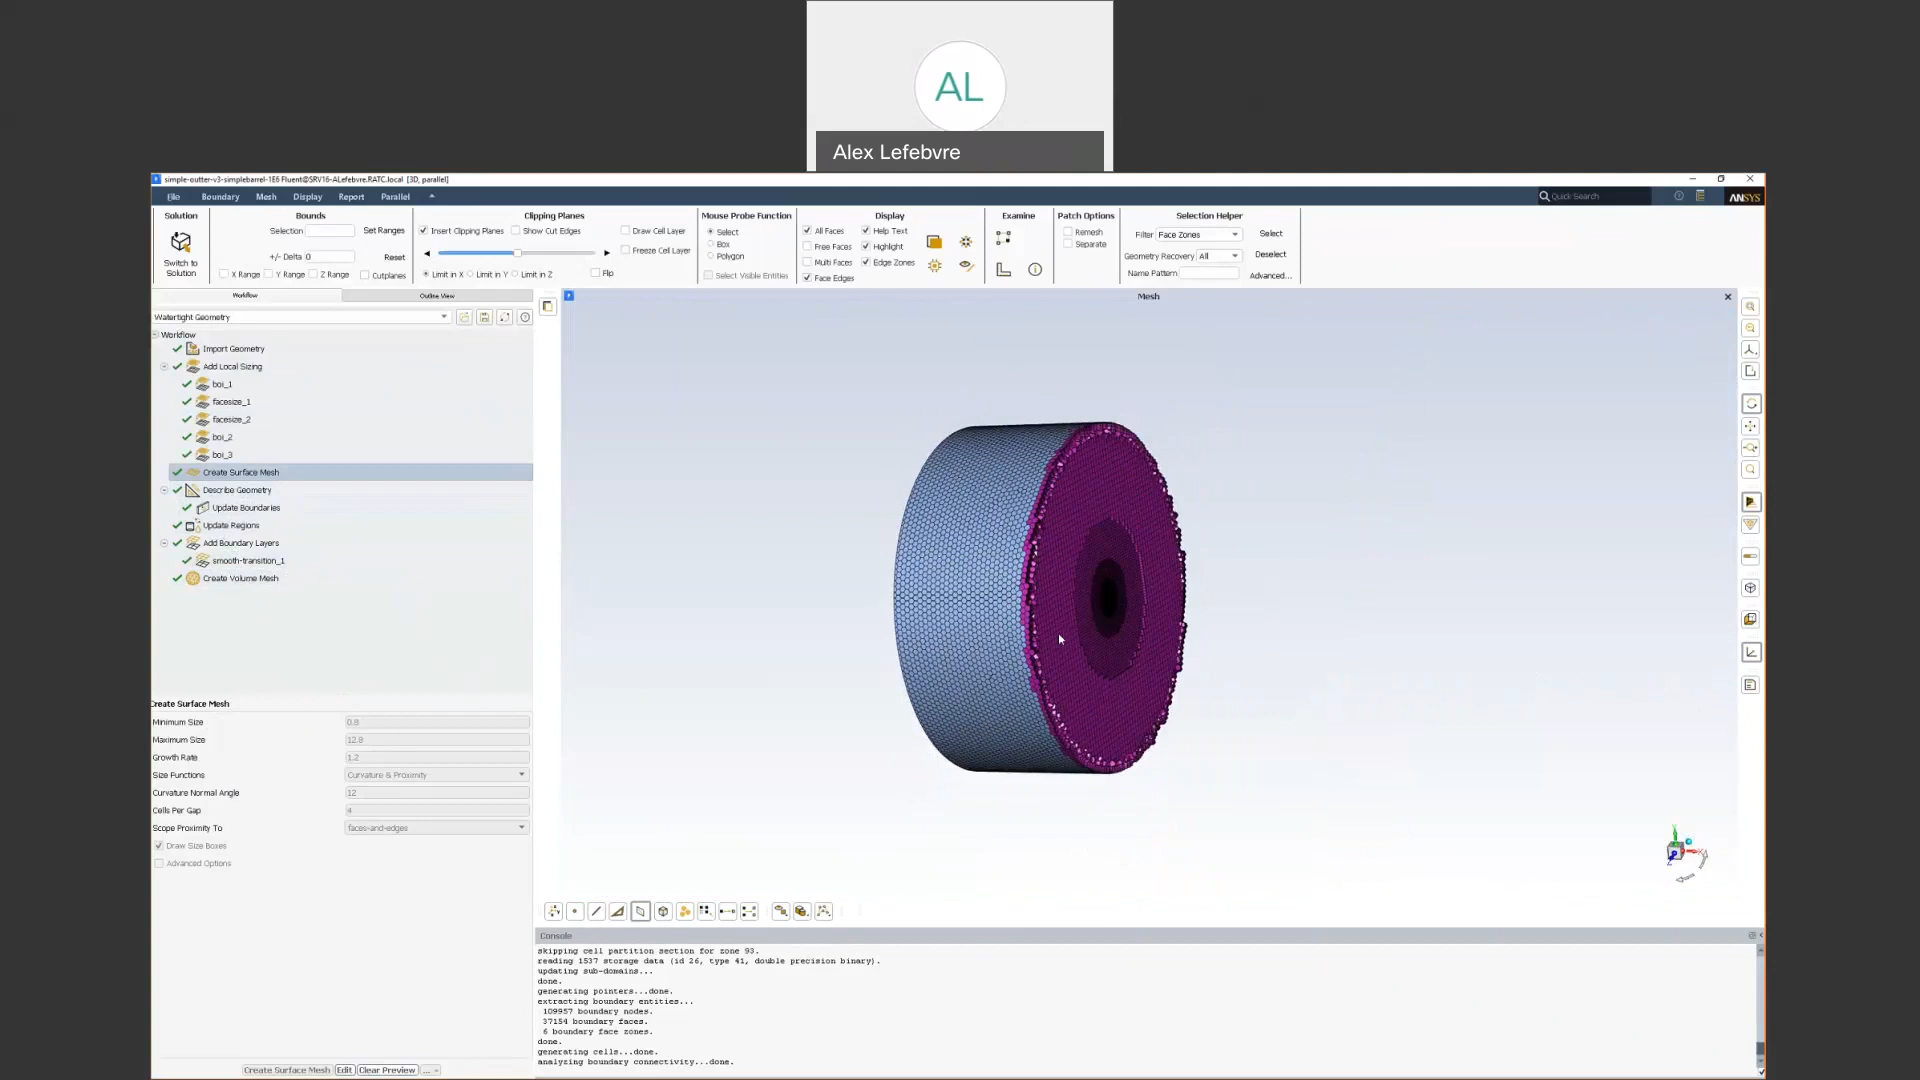 AL
Alex Lefebvre
simple-outter-v3-simplebarrel-1E6 Fluent@SRV16-ALefebvre.RATC.local [3D, parallel]
File Boundary Mesh Display Report Parallel
Quick Search
ANSYS
Solution
Switch to
Solution
Bounds
Selection
Set Ranges
+/- Delta 0
Reset
X Range Y Range Z Range Cutplanes
Clipping Planes
Insert Clipping Planes Show Cut Edges Draw Cell Layer
Freeze Cell Layer
Limit in X Limit in Y Limit in Z Flip
Mouse Probe Function
Select
Box
Polygon
Select Visible Entities
Display
All Faces Help Text
Free Faces Highlight
Multi Faces Edge Zones
Face Edges
Examine
Patch Options
Remesh
Separate
Selection Helper
Filter Face Zones Select
Geometry Recovery All Deselect
Name Pattern Advanced...
Workflow
Outline View
Mesh
Watertight Geometry
Workflow
Import Geometry
Add Local Sizing
boi_1
facesize_1
facesize_2
boi_2
boi_3
Create Surface Mesh
Describe Geometry
Update Boundaries
Update Regions
Add Boundary Layers
smooth-transition_1
Create Volume Mesh
Create Surface Mesh
Minimum Size 0.8
Maximum Size 12.8
Growth Rate 1.2
Size Functions Curvature & Proximity
Curvature Normal Angle 12
Cells Per Gap 4
Scope Proximity To faces-and-edges
Draw Size Boxes
Advanced Options
Create Surface Mesh Edit Clear Preview ...
Console
skipping cell partition section for zone 93.
reading 1537 storage data (id 26, type 41, double precision binary).
updating sub-domains...
done.
generating pointers...done.
extracting boundary entities...
109957 boundary nodes.
37154 boundary faces.
6 boundary face zones.
done.
generating cells...done.
analyzing boundary connectivity...done.